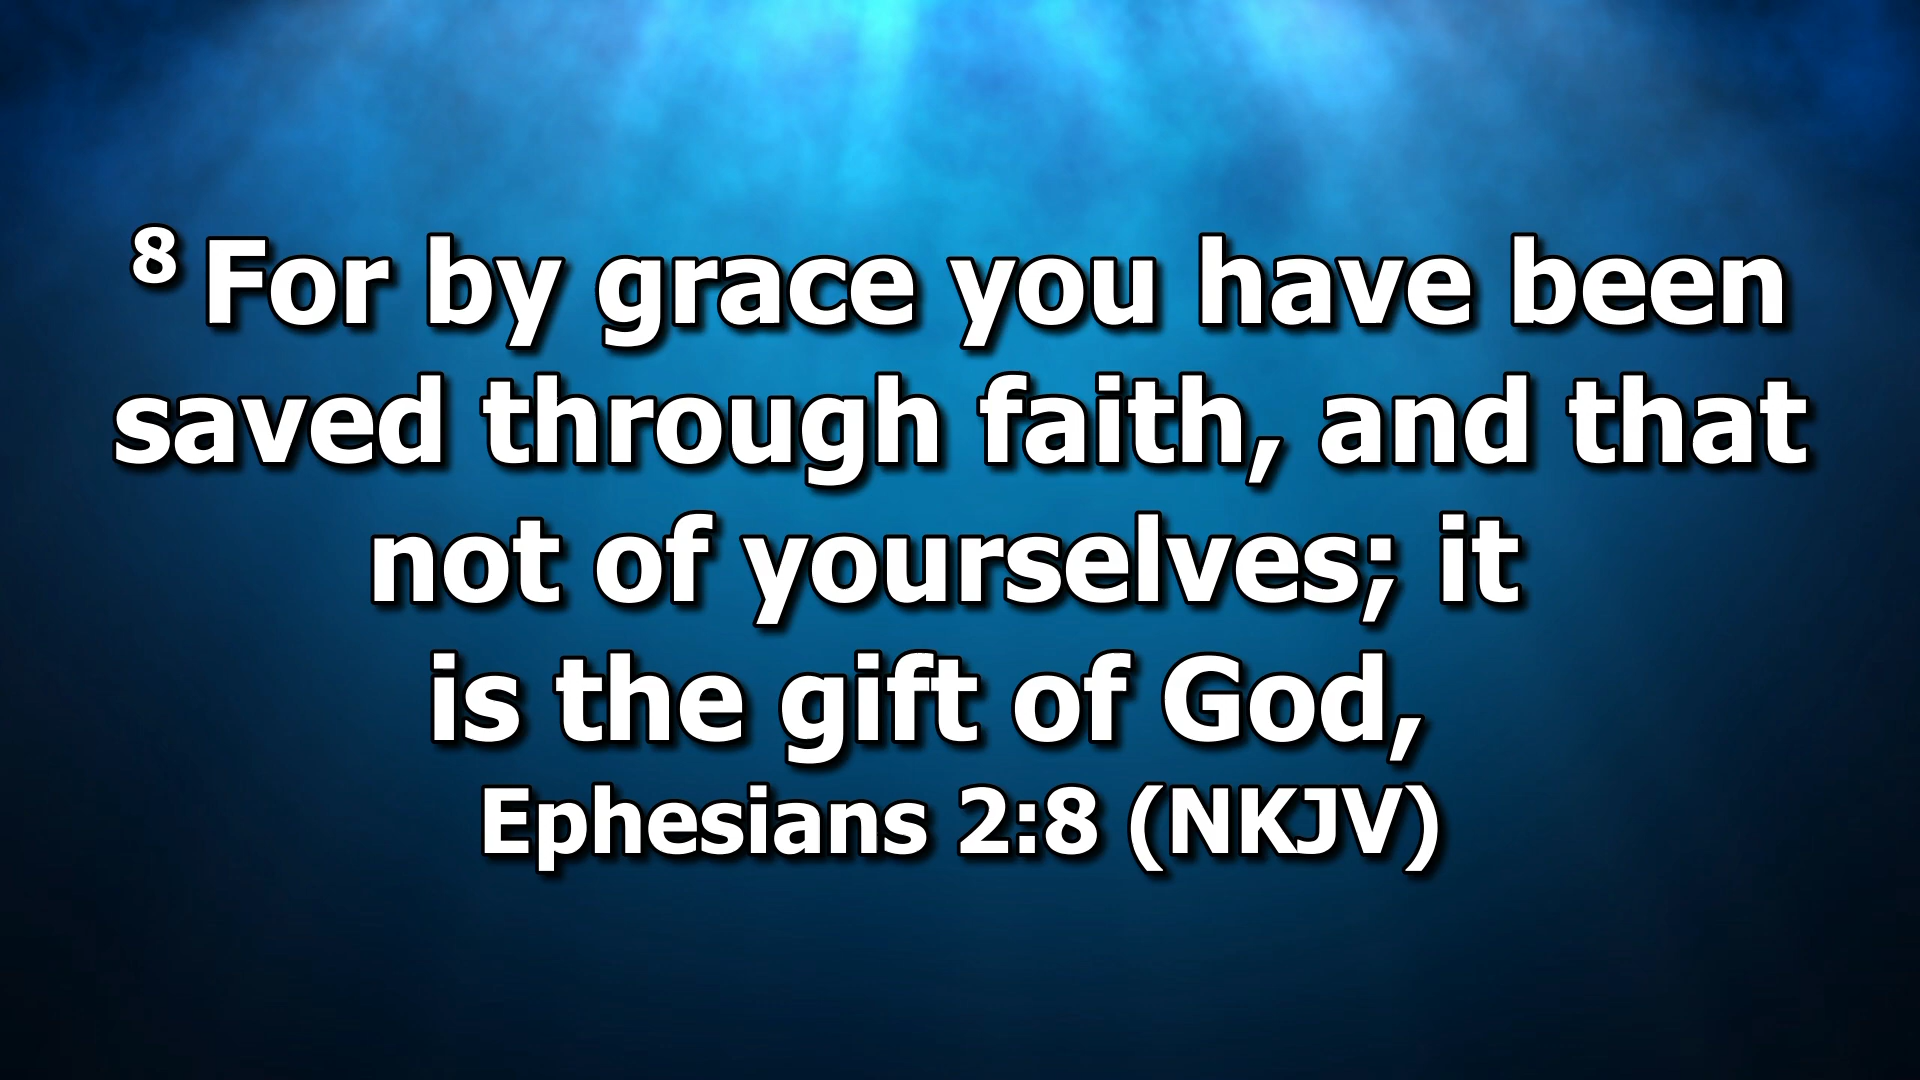 8 For by grace you have been
saved through faith, and that
not of yourselves; it
is the gift of God,
Ephesians 2:8 (NKJV)